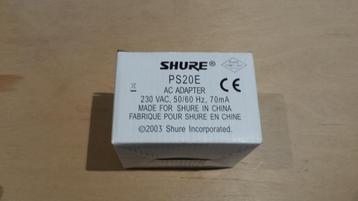 SHURE®
PS20E
AC ADAPTER
230 VAC, 50/60 Hz, 70mA
MADE FOR SHURE IN CHINA
FABRIQUE POUR SHURE EN CHINE
©2003 Shure Incorporated.
CE